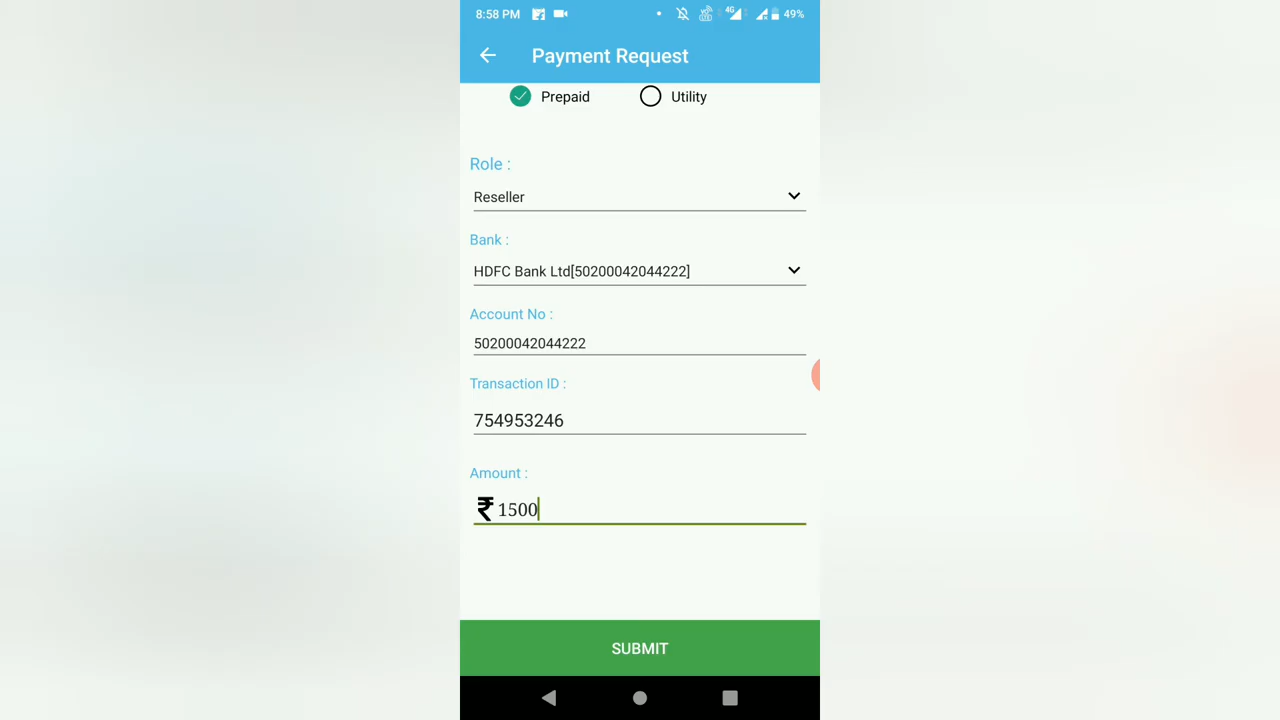 8:58 PM 4G 49%
Payment Request
Prepaid Utility
Role :
Reseller
Bank :
HDFC Bank Ltd[50200042044222]
Account No :
50200042044222
Transaction ID :
754953246
Amount :
₹ 1500
SUBMIT